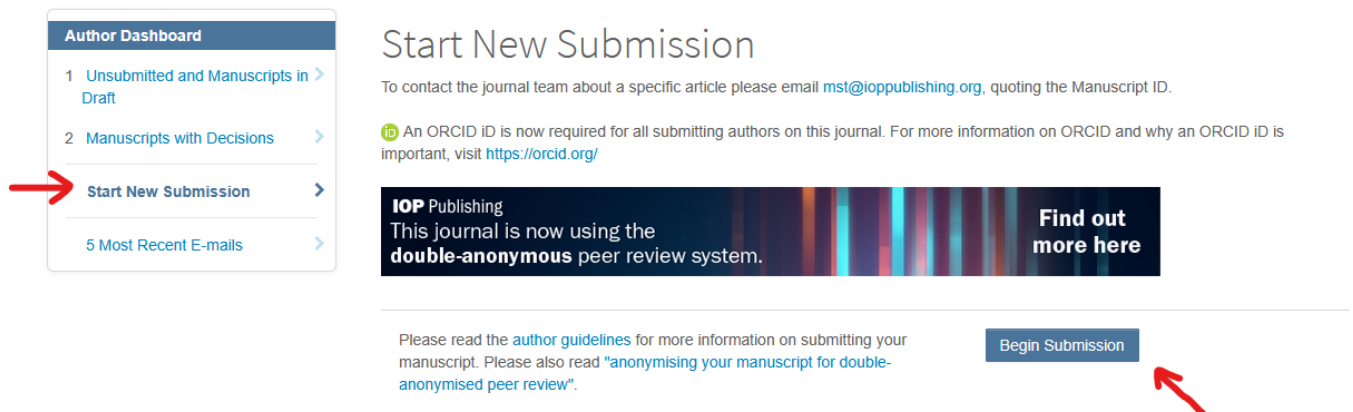 Author Dashboard
1 Unsubmitted and Manuscripts in
Draft
2 Manuscripts with Decisions
Start New Submission
5 Most Recent E-mails
Start New Submission
To contact the journal team about a specific article please email mst@ioppublishing.org, quoting the Manuscript ID.
iD An ORCID iD is now required for all submitting authors on this journal. For more information on ORCID and why an ORCID iD is
important, visit https://orcid.org/
IOP Publishing
This journal is now using the
double-anonymous peer review system.
Find out
more here
Please read the author guidelines for more information on submitting your
manuscript. Please also read "anonymising your manuscript for double-
anonymised peer review".
Begin Submission